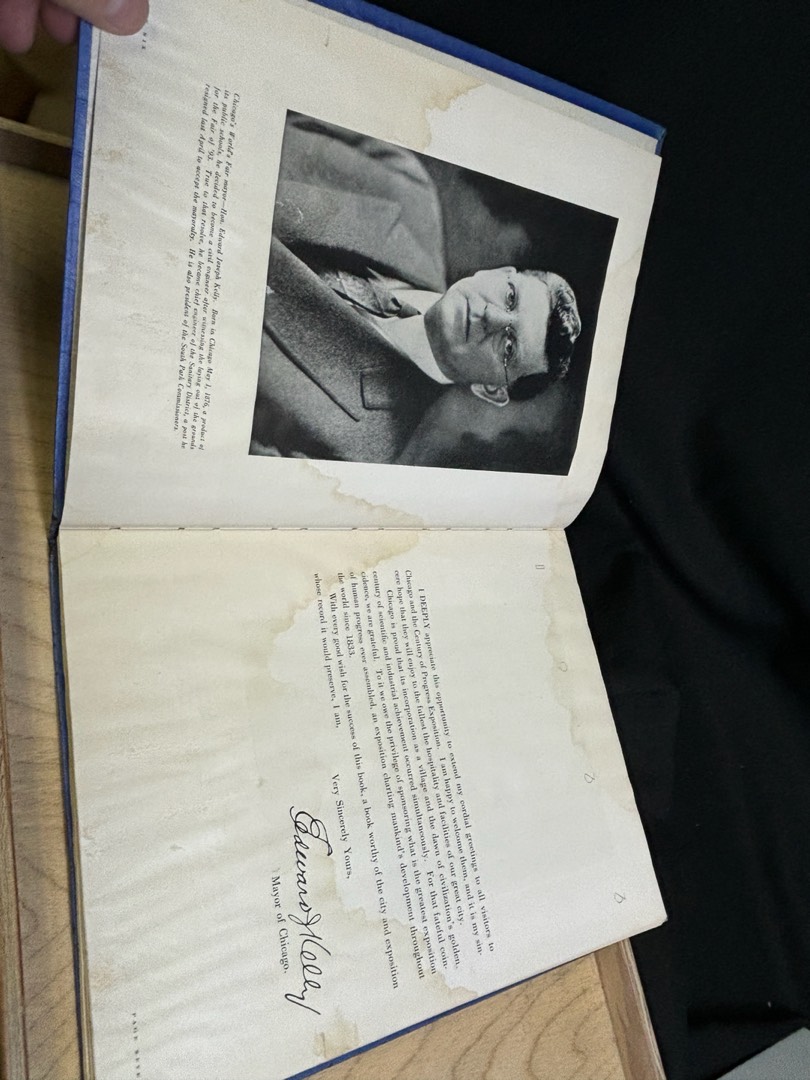 Chicago's World's Fair mayor—Hon. Edward Joseph Kelly. Born in Chicago May 1, 1876, a product of
its public schools, he decided to become a civil engineer after witnessing the laying out of the grounds
for the Fair of '93. True to that resolve, he became chief engineer of the Sanitary District, a post he
resigned last April to accept the mayoralty. He is also president of the South Park Commissioners.
SIX
I DEEPLY appreciate this opportunity to extend my cordial greetings to all visitors to
Chicago and the Century of Progress Exposition. I am happy to welcome them, and it is my sin-
cere hope that they will enjoy to the fullest the hospitality and facilities of our great city.
Chicago is proud that its incorporation as a village and the dawn of civilization's golden
century of scientific and industrial achievement occurred simultaneously. For that fateful coin-
cidence, we are grateful. To it we owe the privilege of sponsoring what is the greatest exposition
of human progress ever assembled, an exposition charting mankind's development throughout
the world since 1833.
With every good wish for the success of this book, a book worthy of the city and exposition
whose record it would preserve, I am,
Very Sincerely Yours,
Edward J Kelly
Mayor of Chicago.
PAGE SEVEN